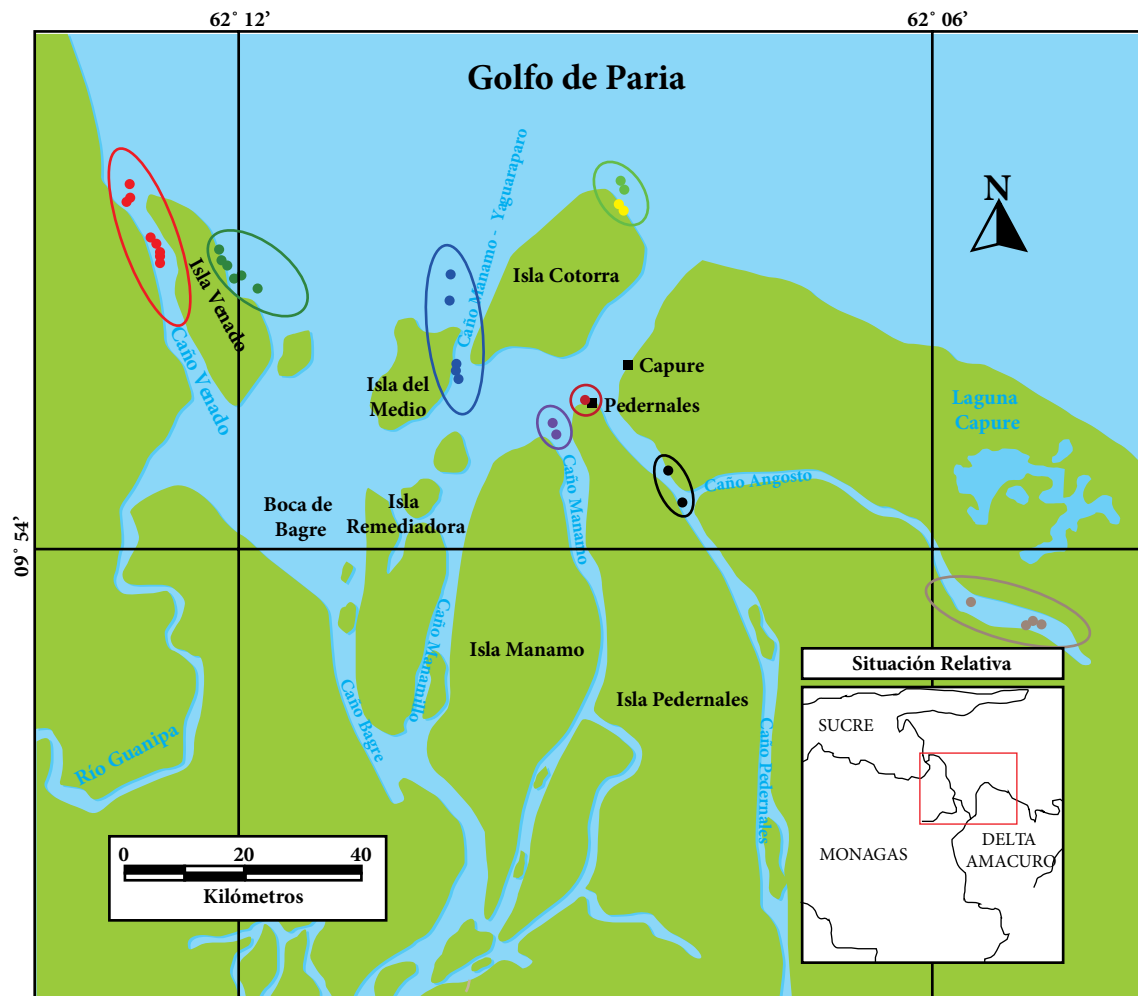 62° 12’
62° 06’
Golfo de Paria
Caño Manamo - Yaguaraparo
N
Isla Cotorra
Isla Venado
Caño Venado
Capure
Isla del
Medio
Pedernales
Laguna
Capure
Caño Manamo
Caño Angosto
Boca de
Bagre
Isla
Remediadora
09° 54’
Caño Manamillo
Isla Manamo
Situación Relativa
Isla Pedernales
Caño Bagre
Caño Pedernales
Río Guanipa
SUCRE
MONAGAS
DELTA
AMACURO
0 20 40
Kilómetros